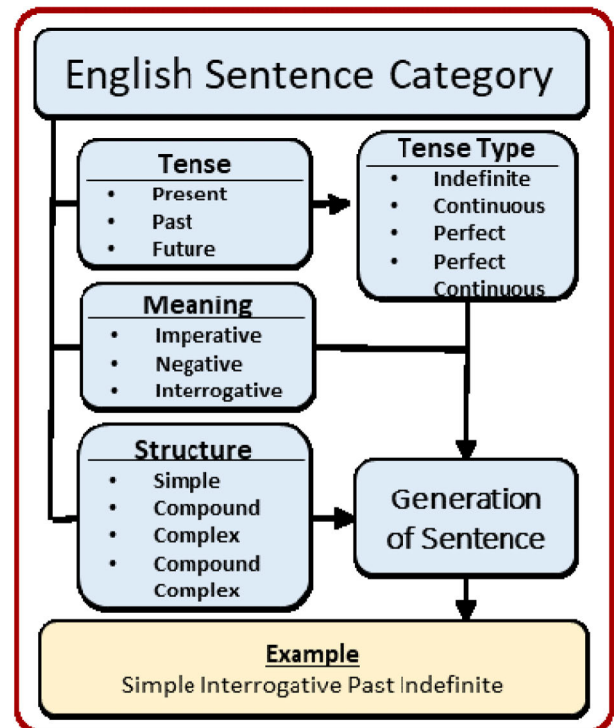 English Sentence Category
Tense
• Present
• Past
• Future
Tense Type
• Indefinite
• Continuous
• Perfect
• Perfect
Continuous
Meaning
• Imperative
• Negative
• Interrogative
Structure
• Simple
• Compound
• Complex
• Compound
Complex
Generation
of Sentence
Example
Simple Interrogative Past Indefinite